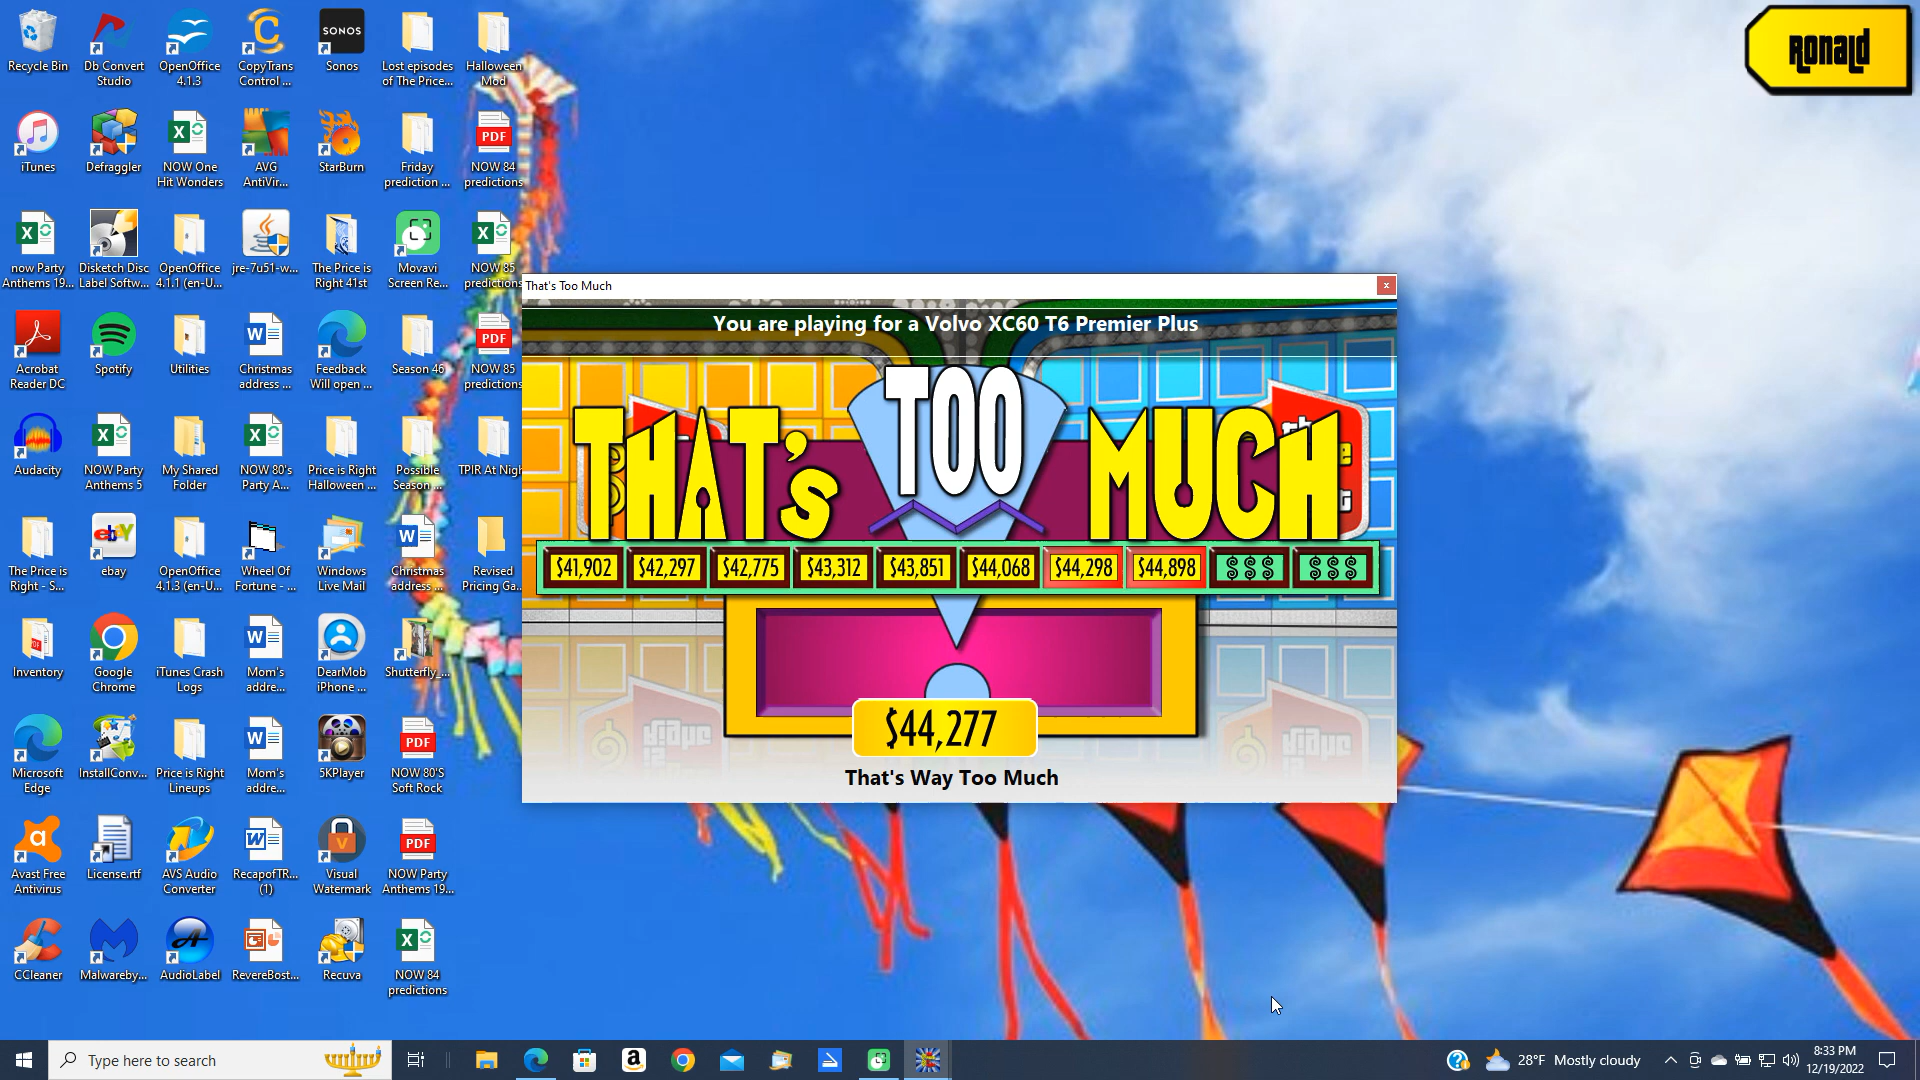 Recycle Bin
Db Convert
Studio
OpenOffice
4.1.3
CopyTrans
Control ...
SONOS
Sonos
Lost episodes
of The Price...
Halloween
Mod
Ronald
iTunes
Defraggler
NOW One
Hit Wonders
AVG
AntiVir...
StarBurn
Friday
prediction ...
PDF
NOW 84
predictions
now Party
Anthems 19...
Disketch Disc
Label Softw...
OpenOffice
4.1.1 (en-U...
jre-7u51-w...
The Price is
Right 41st
Movavi
Screen Re...
NOW 85
predictions
Acrobat
Reader DC
Spotify
Utilities
Christmas
address ...
Feedback
Will open ...
Season 46
PDF
NOW 85
predictions
Audacity
NOW Party
Anthems 5
My Shared
Folder
NOW 80's
Party A...
Price is Right
Halloween ...
Possible
Season ...
TPIR At Nigh
The Price is
Right - S...
ebay
ebay
OpenOffice
4.1.3 (en-U...
Wheel Of
Fortune - ...
Windows
Live Mail
Christmas
address ...
Revised
Pricing Ga...
Inventory
Google
Chrome
iTunes Crash
Logs
Mom's
addre...
DearMob
iPhone ...
Shutterfly_...
Microsoft
Edge
InstallConv...
Price is Right
Lineups
Mom's
addre...
5KPlayer
PDF
NOW 80'S
Soft Rock
Avast Free
Antivirus
License.rtf
AVS Audio
Converter
RecapofTR...
(1)
Visual
Watermark
PDF
NOW Party
Anthems 19...
CCleaner
Malwareby...
AudioLabel
RevereBost...
Recuva
NOW 84
predictions
That's Too Much
x
You are playing for a Volvo XC60 T6 Premier Plus
THAT's TOO MUCH
$41,902 $42,297 $42,775 $43,312 $43,851 $44,068 $44,298 $44,898 $$$ $$$
$44,277
That's Way Too Much
Type here to search
28°F Mostly cloudy
8:33 PM
12/19/2022